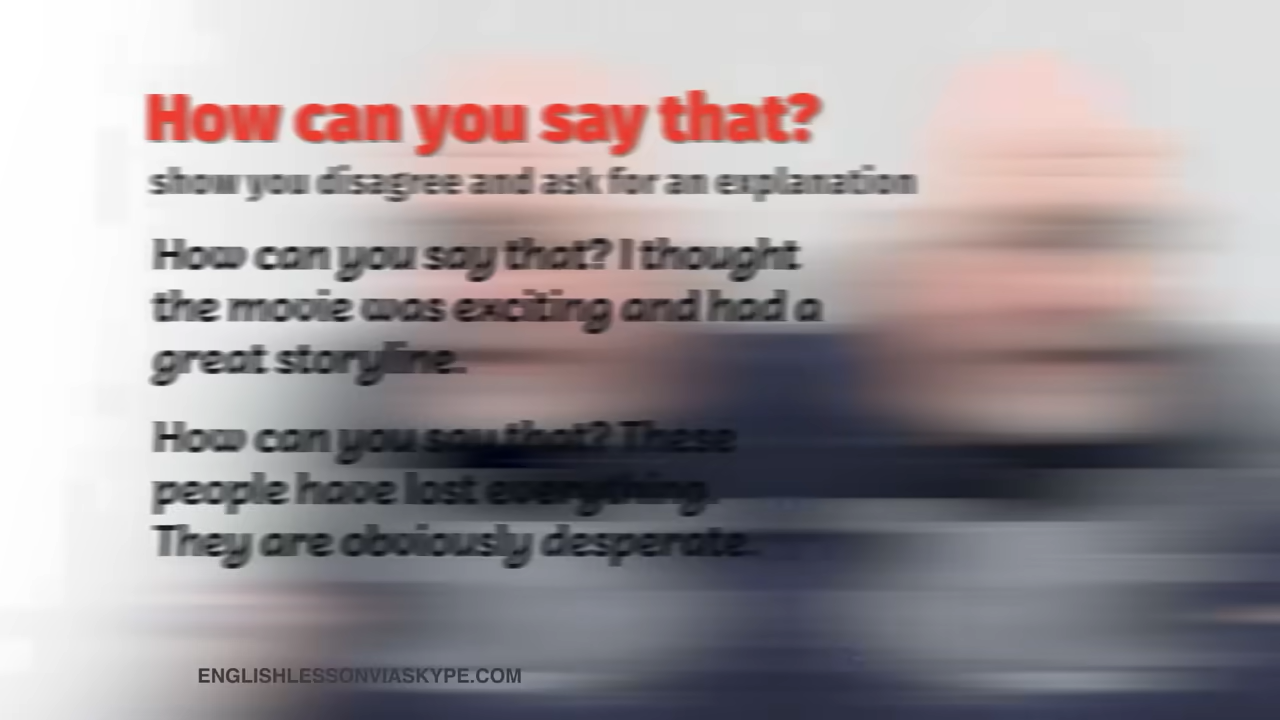 How can you say that?
show you disagree and ask for an explanation
How can you say that? I thought
the movie was exciting and had a
great storyline.
How can you say that? These
people have lost everything.
They are obviously desperate.
ENGLISHLESSONVIASKYPE.COM